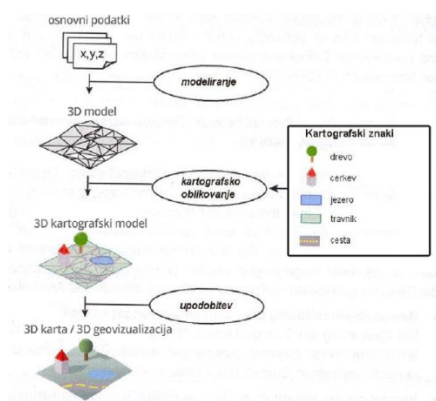 osnovni podatki
x,y,z
modeliranje
3D model
kartografsko
oblikovanje
Kartografski znaki
drevo
cerkev
jezero
travnik
cesta
3D kartografski model
upodobitev
3D karta / 3D geovizualizacija